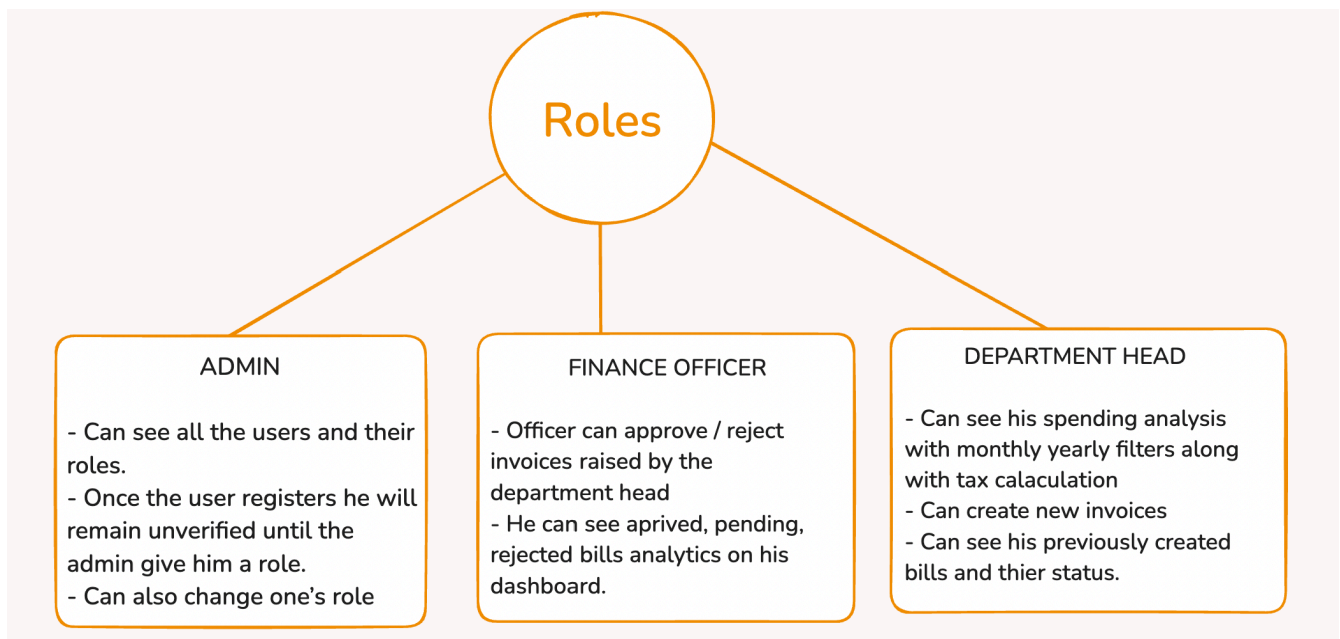 Roles
ADMIN
- Can see all the users and their
roles.
- Once the user registers he will
remain unverified until the
admin give him a role.
- Can also change one’s role
FINANCE OFFICER
- Officer can approve / reject
invoices raised by the
department head
- He can see aprived, pending,
rejected bills analytics on his
dashboard.
DEPARTMENT HEAD
- Can see his spending analysis
with monthly yearly filters along
with tax calaculation
- Can create new invoices
- Can see his previously created
bills and thier status.